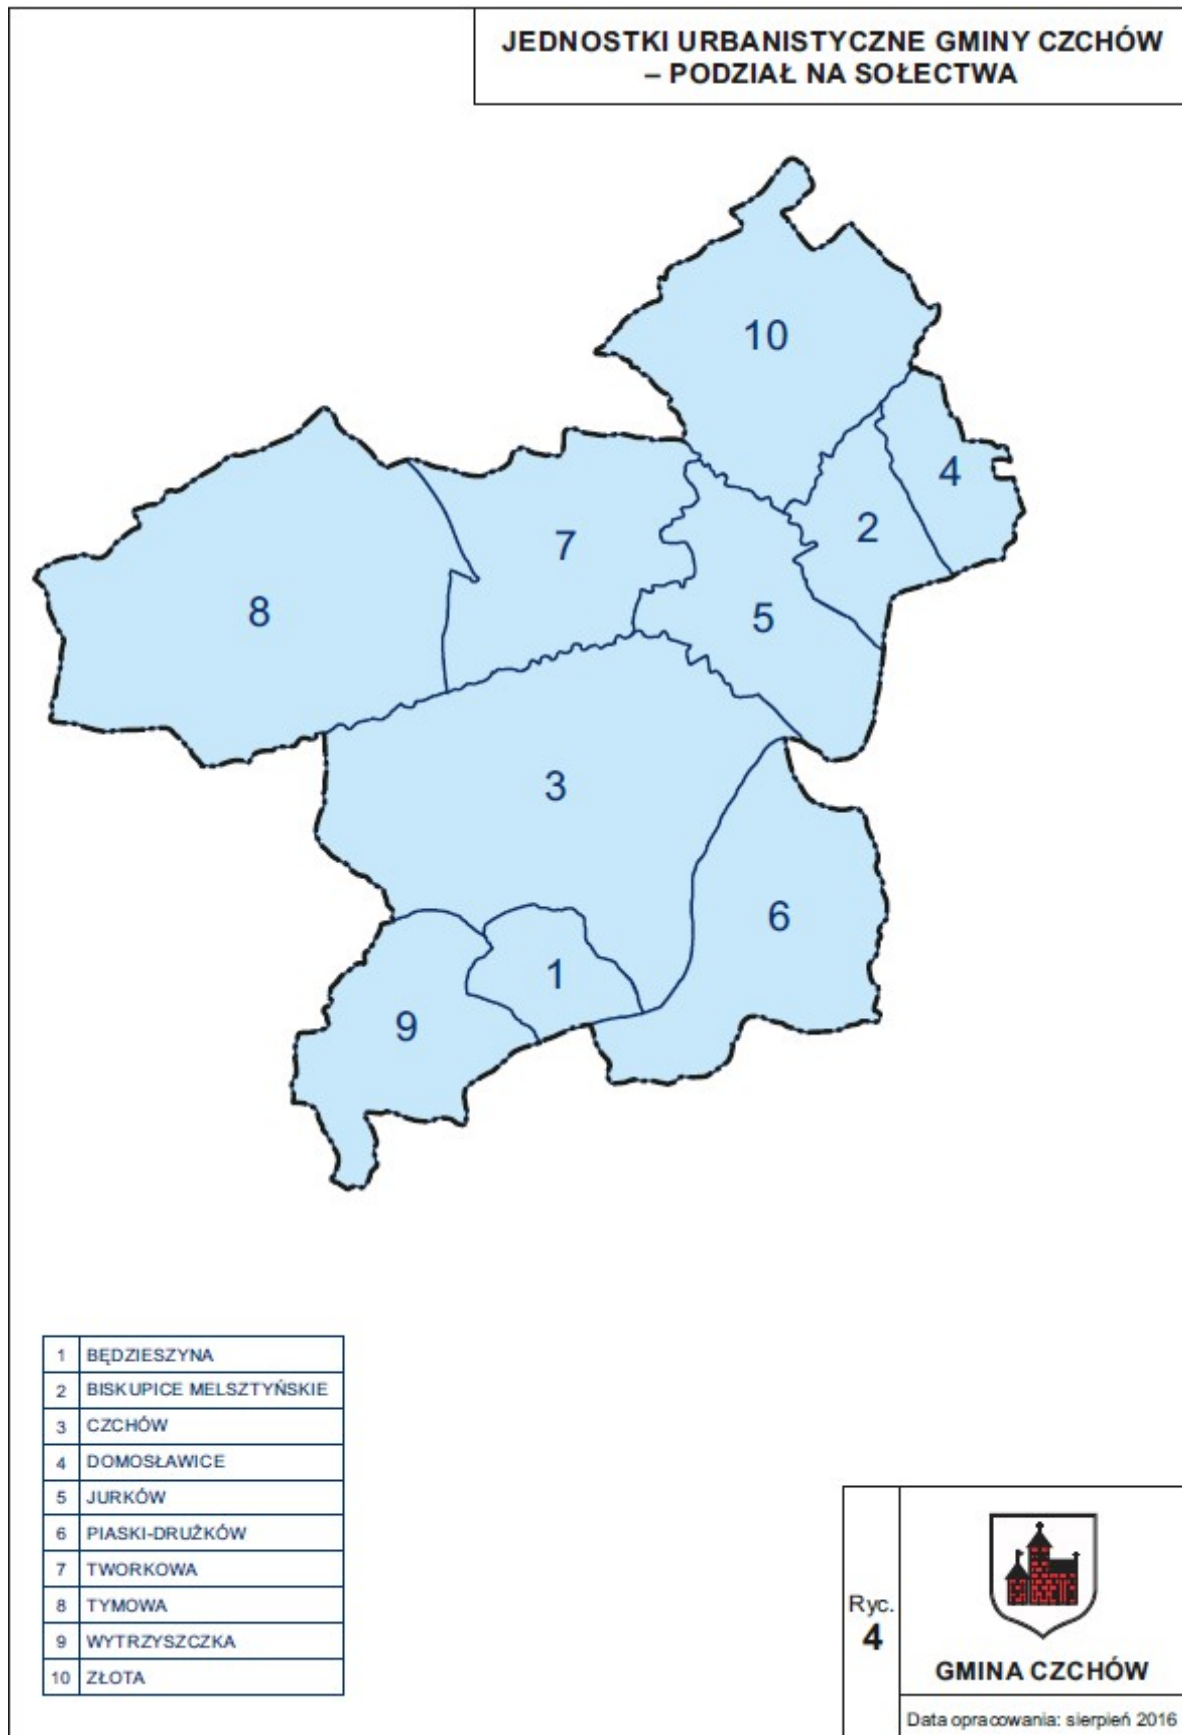 JEDNOSTKI URBANISTYCZNE GMINY CZCHÓW
– PODZIAŁ NA SOŁECTWA
10
4
2
7
8
5
3
6
1
9
1 BĘDZIESZYNA
2 BISKUPICE MELSZTYŃSKIE
3 CZCHÓW
4 DOMOSŁAWICE
5 JURKÓW
6 PIASKI-DRUŻKÓW
7 TWORKOWA
8 TYMOWA
9 WYTRZYSZCZKA
10 ZŁOTA
Ryc.
4
GMINA CZCHÓW
Data opracowania: sierpień 2016